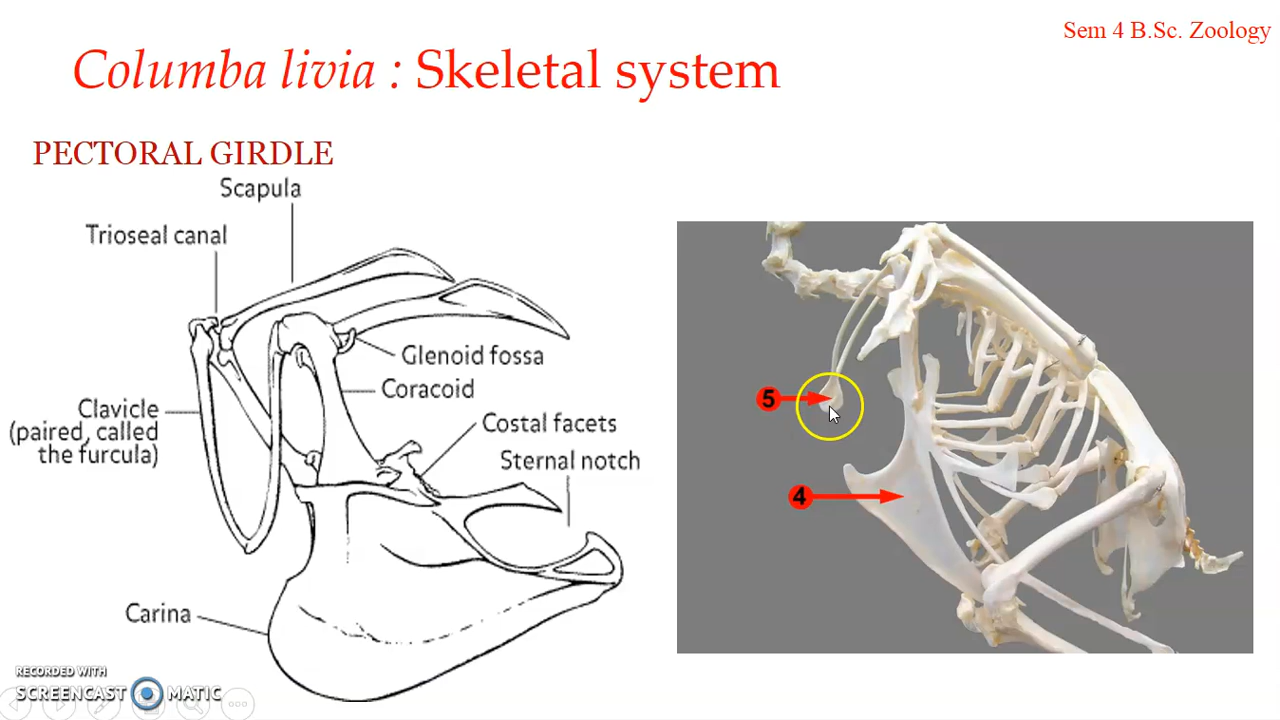 Sem 4 B.Sc. Zoology
Columba livia : Skeletal system
PECTORAL GIRDLE
Scapula
Trioseal canal
Glenoid fossa
Coracoid
Clavicle
(paired, called
the furcula)
Costal facets
Sternal notch
Carina
5
4
RECORDED WITH
SCREENCAST MATIC